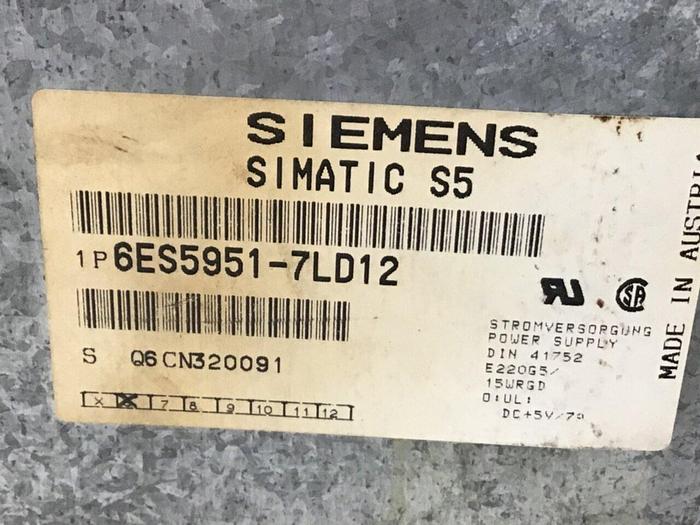 SIEMENS
SIMATIC S5
1P 6ES5951-7LD12
S Q6CN320091
X X 7 8 9 10 11 12
STROMVERSORGUNG
POWER SUPPLY
DIN 41752
E220G5/
15WRGD
O:UL:
DC+5V/7
MADE IN AUSTRIA